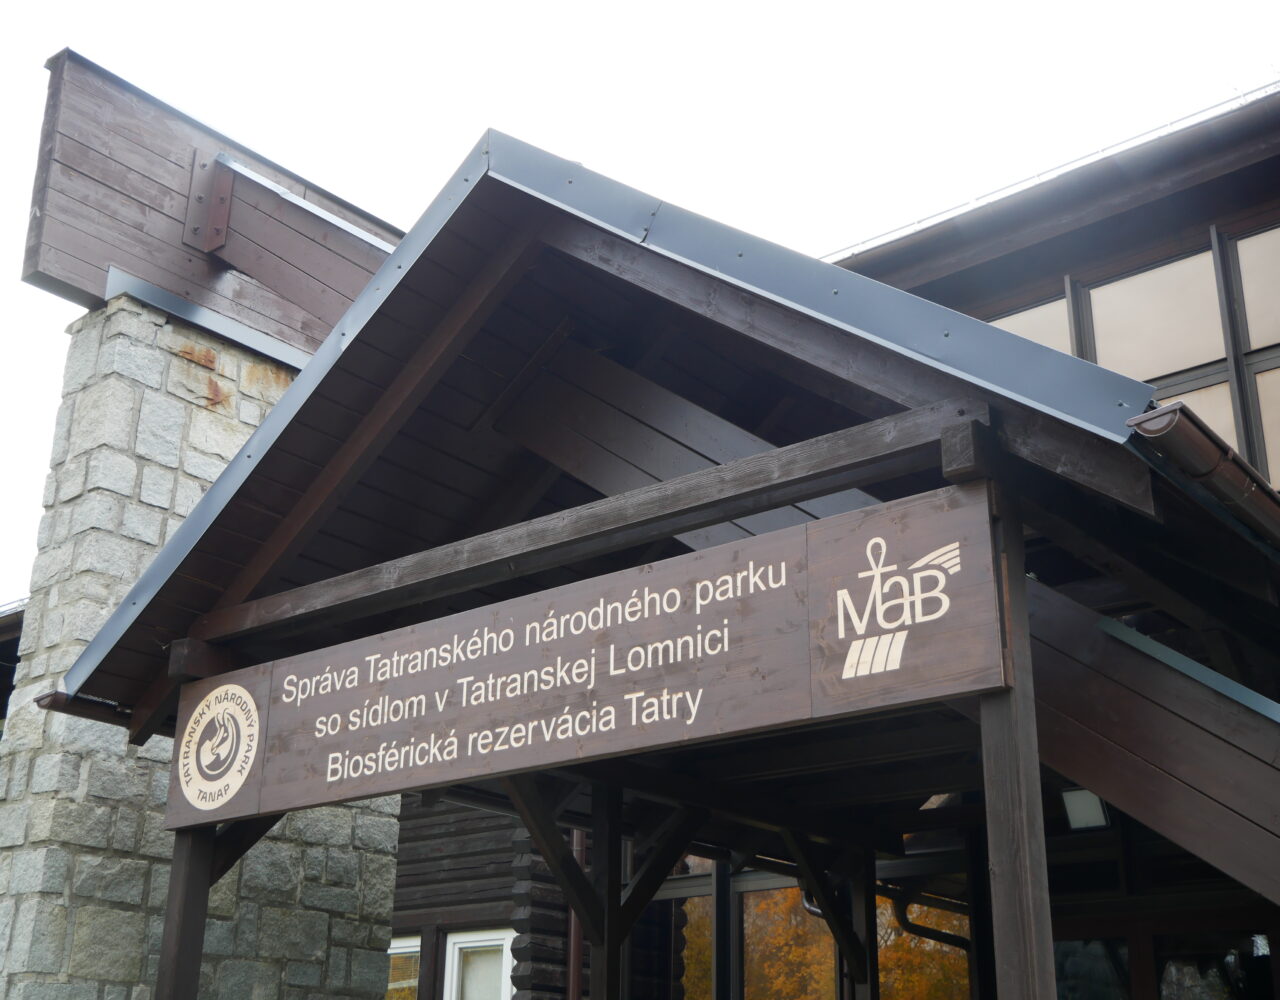 TATRANSKÝ NÁRODNÝ PARK
TANAP
Správa Tatranského národného parku
so sídlom v Tatranskej Lomnici
Biosférická rezervácia Tatry
MaB